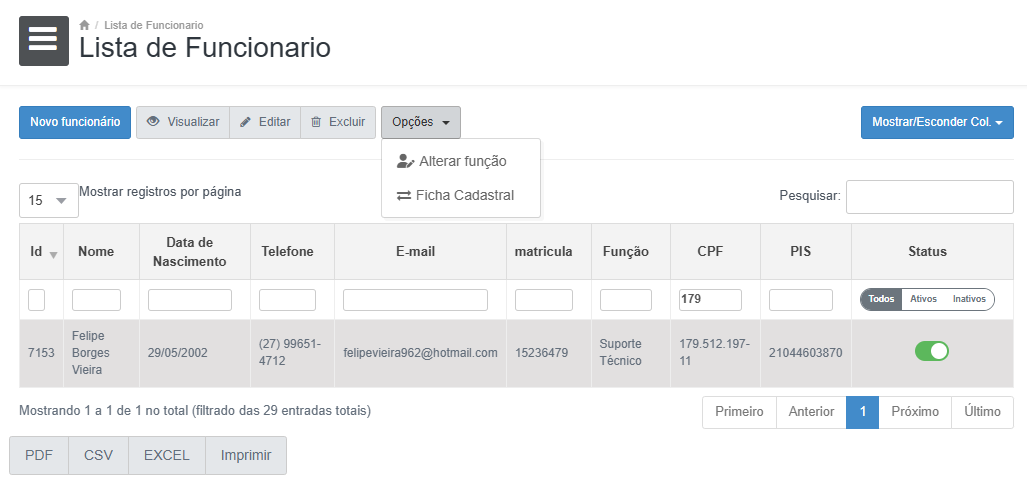 / Lista de Funcionario
Lista de Funcionario
Novo funcionário Visualizar Editar Excluir Opções Mostrar/Esconder Col.
Alterar função
Ficha Cadastral
15 Mostrar registros por página Pesquisar:
Id Nome Data de Nascimento Telefone E-mail matricula Função CPF PIS Status
179 Todos Ativos Inativos
7153 Felipe Borges Vieira 29/05/2002 (27) 99651-4712 felipevieira962@hotmail.com 15236479 Suporte Técnico 179.512.197-11 21044603870
Mostrando 1 a 1 de 1 no total (filtrado das 29 entradas totais) Primeiro Anterior 1 Próximo Último
PDF CSV EXCEL Imprimir